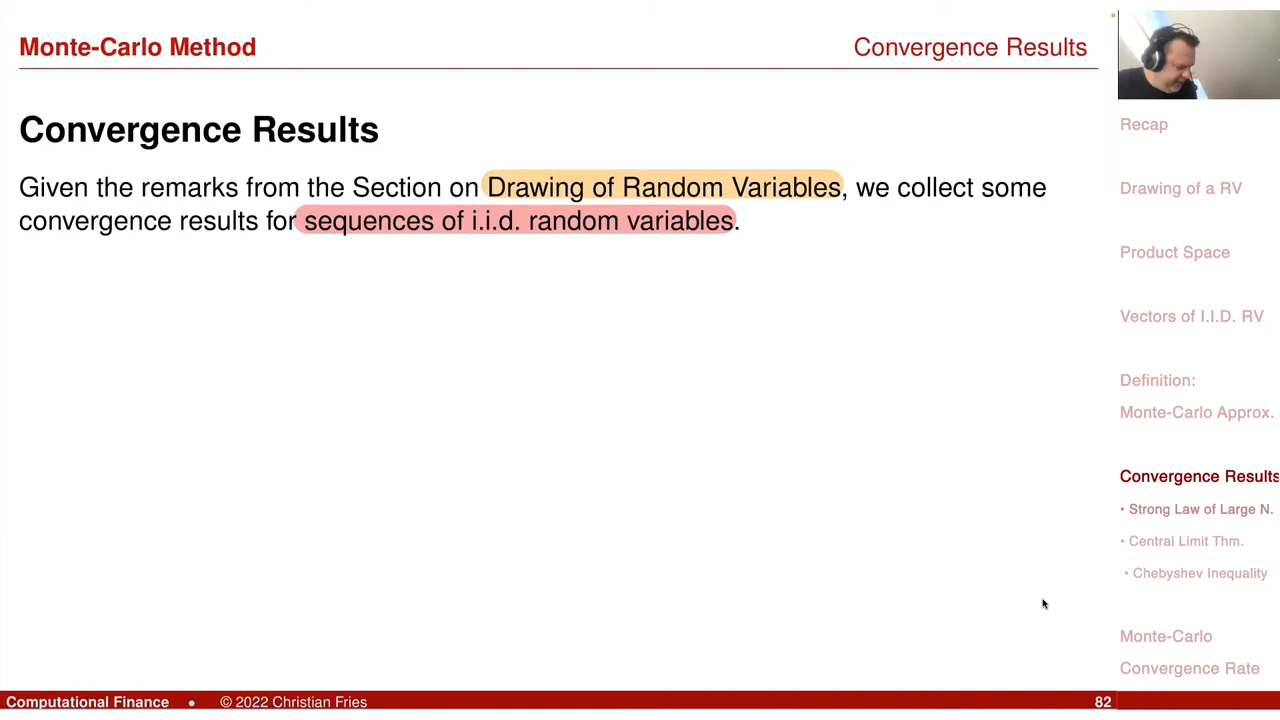 Monte-Carlo Method
Convergence Results
Convergence Results
Given the remarks from the Section on Drawing of Random Variables, we collect some
convergence results for sequences of i.i.d. random variables.
Recap
Drawing of a RV
Product Space
Vectors of I.I.D. RV
Definition:
Monte-Carlo Approx.
Convergence Results
• Strong Law of Large N.
• Central Limit Thm.
• Chebyshev Inequality
Monte-Carlo
Convergence Rate
Computational Finance • © 2022 Christian Fries 82